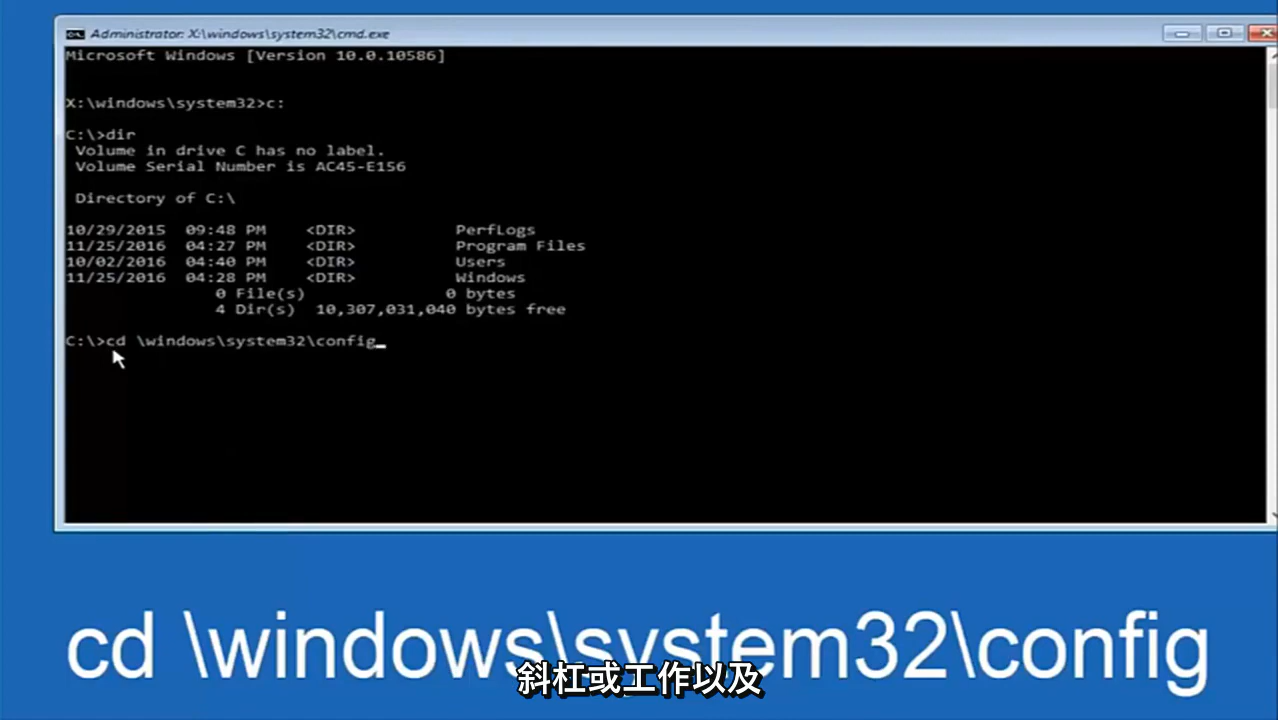 Administrator: X:\windows\system32\cmd.exe
Microsoft Windows [Version 10.0.10586]
X:\windows\system32>c:
C:\>dir
Volume in drive C has no label.
Volume Serial Number is AC45-E156
Directory of C:\
10/29/2015 09:48 PM <DIR> PerfLogs
11/25/2016 04:27 PM <DIR> Program Files
10/02/2016 04:40 PM <DIR> Users
11/25/2016 04:28 PM <DIR> Windows
0 File(s) 0 bytes
4 Dir(s) 10,307,031,040 bytes free
C:\>cd \windows\system32\config_
cd \windows\system32\config
斜杠或工作以及